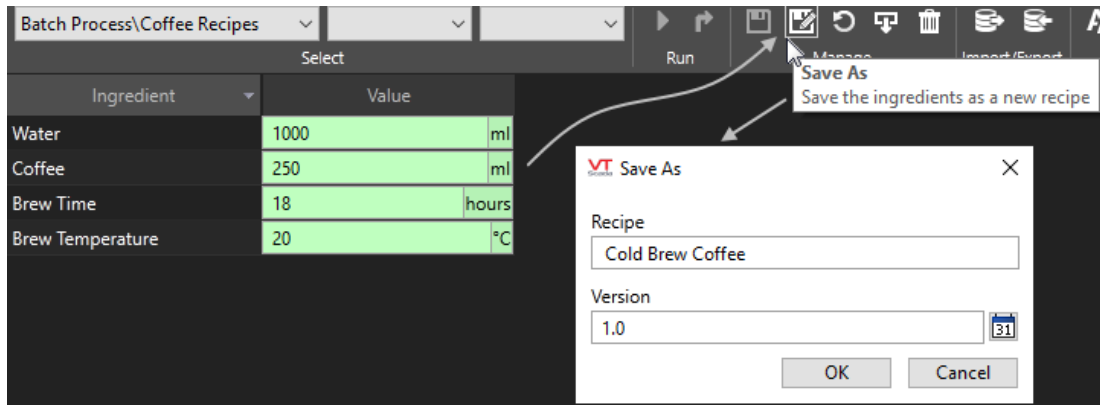 Batch Process\Coffee Recipes
Select
Run
Manage
Import/Export
Save As
Save the ingredients as a new recipe
Ingredient Value
Water 1000 ml
Coffee 250 ml
Brew Time 18 hours
Brew Temperature 20 °C
VT Scada Save As
Recipe
Cold Brew Coffee
Version
1.0
31
OK Cancel